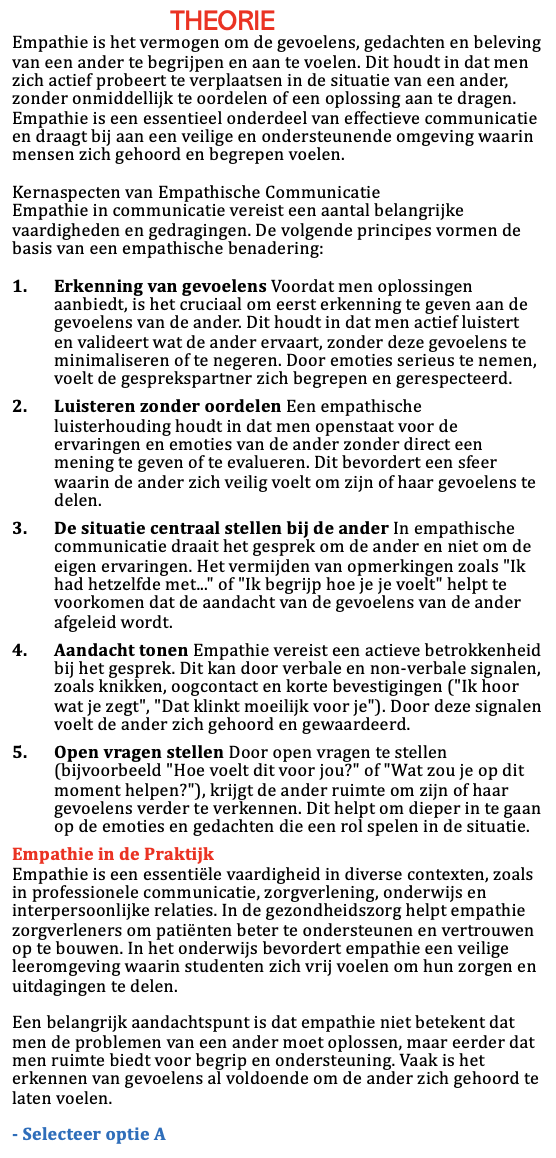 THEORIE
Empathie is het vermogen om de gevoelens, gedachten en beleving
van een ander te begrijpen en aan te voelen. Dit houdt in dat men
zich actief probeert te verplaatsen in de situatie van een ander,
zonder onmiddellijk te oordelen of een oplossing aan te dragen.
Empathie is een essentieel onderdeel van effectieve communicatie
en draagt bij aan een veilige en ondersteunende omgeving waarin
mensen zich gehoord en begrepen voelen.
Kernaspecten van Empathische Communicatie
Empathie in communicatie vereist een aantal belangrijke
vaardigheden en gedragingen. De volgende principes vormen de
basis van een empathische benadering:
1. Erkenning van gevoelens Voordat men oplossingen
aanbiedt, is het cruciaal om eerst erkenning te geven aan de
gevoelens van de ander. Dit houdt in dat men actief luistert
en valideert wat de ander ervaart, zonder deze gevoelens te
minimaliseren of te negeren. Door emoties serieus te nemen,
voelt de gesprekspartner zich begrepen en gerespecteerd.
2. Luisteren zonder oordelen Een empathische
luisterhouding houdt in dat men openstaat voor de
ervaringen en emoties van de ander zonder direct een
mening te geven of te evalueren. Dit bevordert een sfeer
waarin de ander zich veilig voelt om zijn of haar gevoelens te
delen.
3. De situatie centraal stellen bij de ander In empathische
communicatie draait het gesprek om de ander en niet om de
eigen ervaringen. Het vermijden van opmerkingen zoals "Ik
had hetzelfde met..." of "Ik begrijp hoe je je voelt" helpt te
voorkomen dat de aandacht van de gevoelens van de ander
afgeleid wordt.
4. Aandacht tonen Empathie vereist een actieve betrokkenheid
bij het gesprek. Dit kan door verbale en non-verbale signalen,
zoals knikken, oogcontact en korte bevestigingen ("Ik hoor
wat je zegt", "Dat klinkt moeilijk voor je"). Door deze signalen
voelt de ander zich gehoord en gewaardeerd.
5. Open vragen stellen Door open vragen te stellen
(bijvoorbeeld "Hoe voelt dit voor jou?" of "Wat zou je op dit
moment helpen?"), krijgt de ander ruimte om zijn of haar
gevoelens verder te verkennen. Dit helpt om dieper in te gaan
op de emoties en gedachten die een rol spelen in de situatie.
Empathie in de Praktijk
Empathie is een essentiële vaardigheid in diverse contexten, zoals
in professionele communicatie, zorgverlening, onderwijs en
interpersoonlijke relaties. In de gezondheidszorg helpt empathie
zorgverleners om patiënten beter te ondersteunen en vertrouwen
op te bouwen. In het onderwijs bevordert empathie een veilige
leeromgeving waarin studenten zich vrij voelen om hun zorgen en
uitdagingen te delen.
Een belangrijk aandachtspunt is dat empathie niet betekent dat
men de problemen van een ander moet oplossen, maar eerder dat
men ruimte biedt voor begrip en ondersteuning. Vaak is het
erkennen van gevoelens al voldoende om de ander zich gehoord te
laten voelen.
- Selecteer optie A